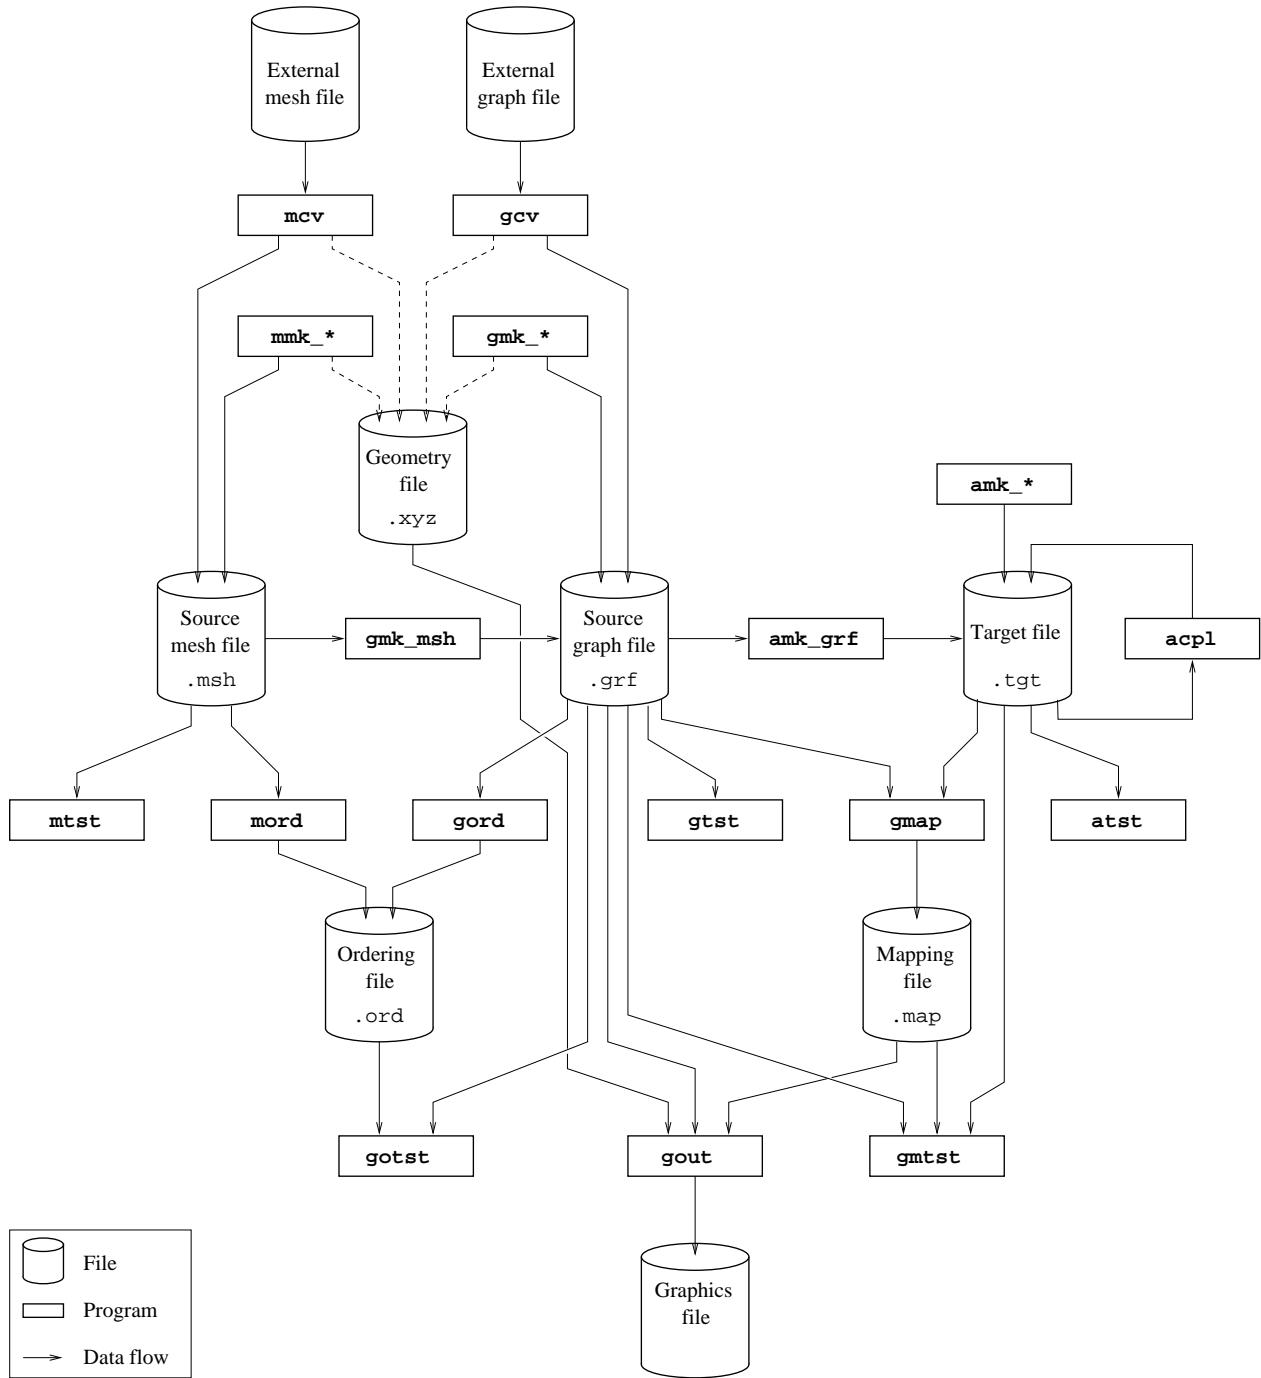 External
mesh file
External
graph file
mcv
gcv
mmk_*
gmk_*
Geometry
file
.xyz
amk_*
Source
mesh file
.msh
gmk_msh
Source
graph file
.grf
amk_grf
Target file
.tgt
acpl
mtst
mord
gord
gtst
gmap
atst
Ordering
file
.ord
Mapping
file
.map
gotst
gout
gmtst
File
Program
Data flow
Graphics
file